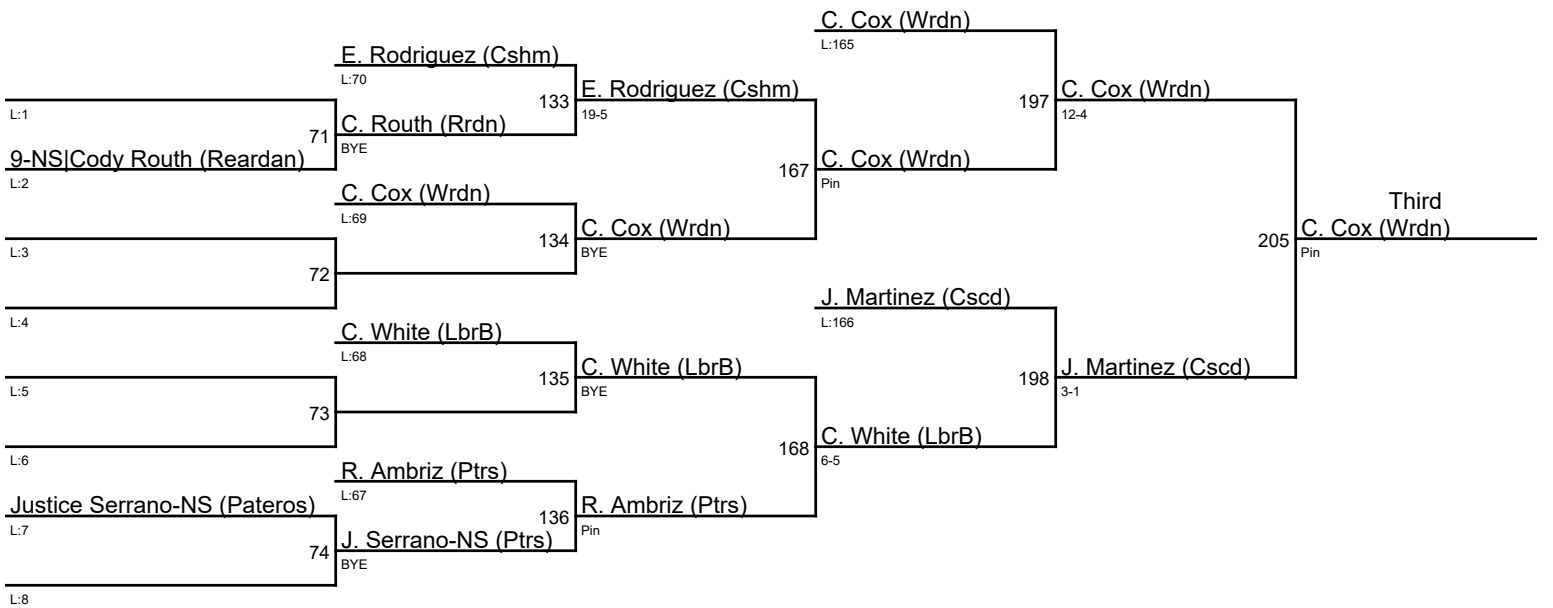 C. Cox (Wrdn)
L:165
E. Rodriguez (Cshm)
L:70
133
E. Rodriguez (Cshm)
19-5
197
C. Cox (Wrdn)
12-4
L:1
71
C. Routh (Rrdn)
BYE
9-NS|Cody Routh (Reardan)
L:2
167
C. Cox (Wrdn)
Pin
C. Cox (Wrdn)
L:69
134
C. Cox (Wrdn)
BYE
Third
205
C. Cox (Wrdn)
Pin
L:3
72
L:4
J. Martinez (Cscd)
L:166
C. White (LbrB)
L:68
135
C. White (LbrB)
BYE
198
J. Martinez (Cscd)
3-1
L:5
73
L:6
168
C. White (LbrB)
6-5
R. Ambriz (Ptrs)
L:67
Justice Serrano-NS (Pateros)
L:7
136
R. Ambriz (Ptrs)
Pin
74
J. Serrano-NS (Ptrs)
BYE
L:8